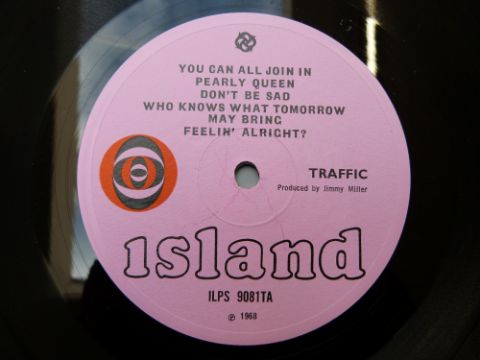 YOU CAN ALL JOIN IN
PEARLY QUEEN
DON'T BE SAD
WHO KNOWS WHAT TOMORROW
MAY BRING
FEELIN' ALRIGHT?
TRAFFIC
Produced by Jimmy Miller
island
ILPS 9081TA
℗ 1968